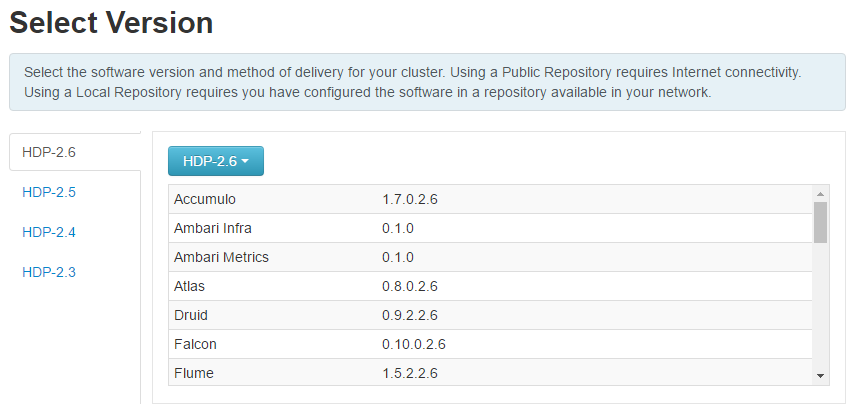 Select Version
Select the software version and method of delivery for your cluster. Using a Public Repository requires Internet connectivity.
Using a Local Repository requires you have configured the software in a repository available in your network.
HDP-2.6
HDP-2.5
HDP-2.4
HDP-2.3
HDP-2.6
Accumulo 1.7.0.2.6
Ambari Infra 0.1.0
Ambari Metrics 0.1.0
Atlas 0.8.0.2.6
Druid 0.9.2.2.6
Falcon 0.10.0.2.6
Flume 1.5.2.2.6